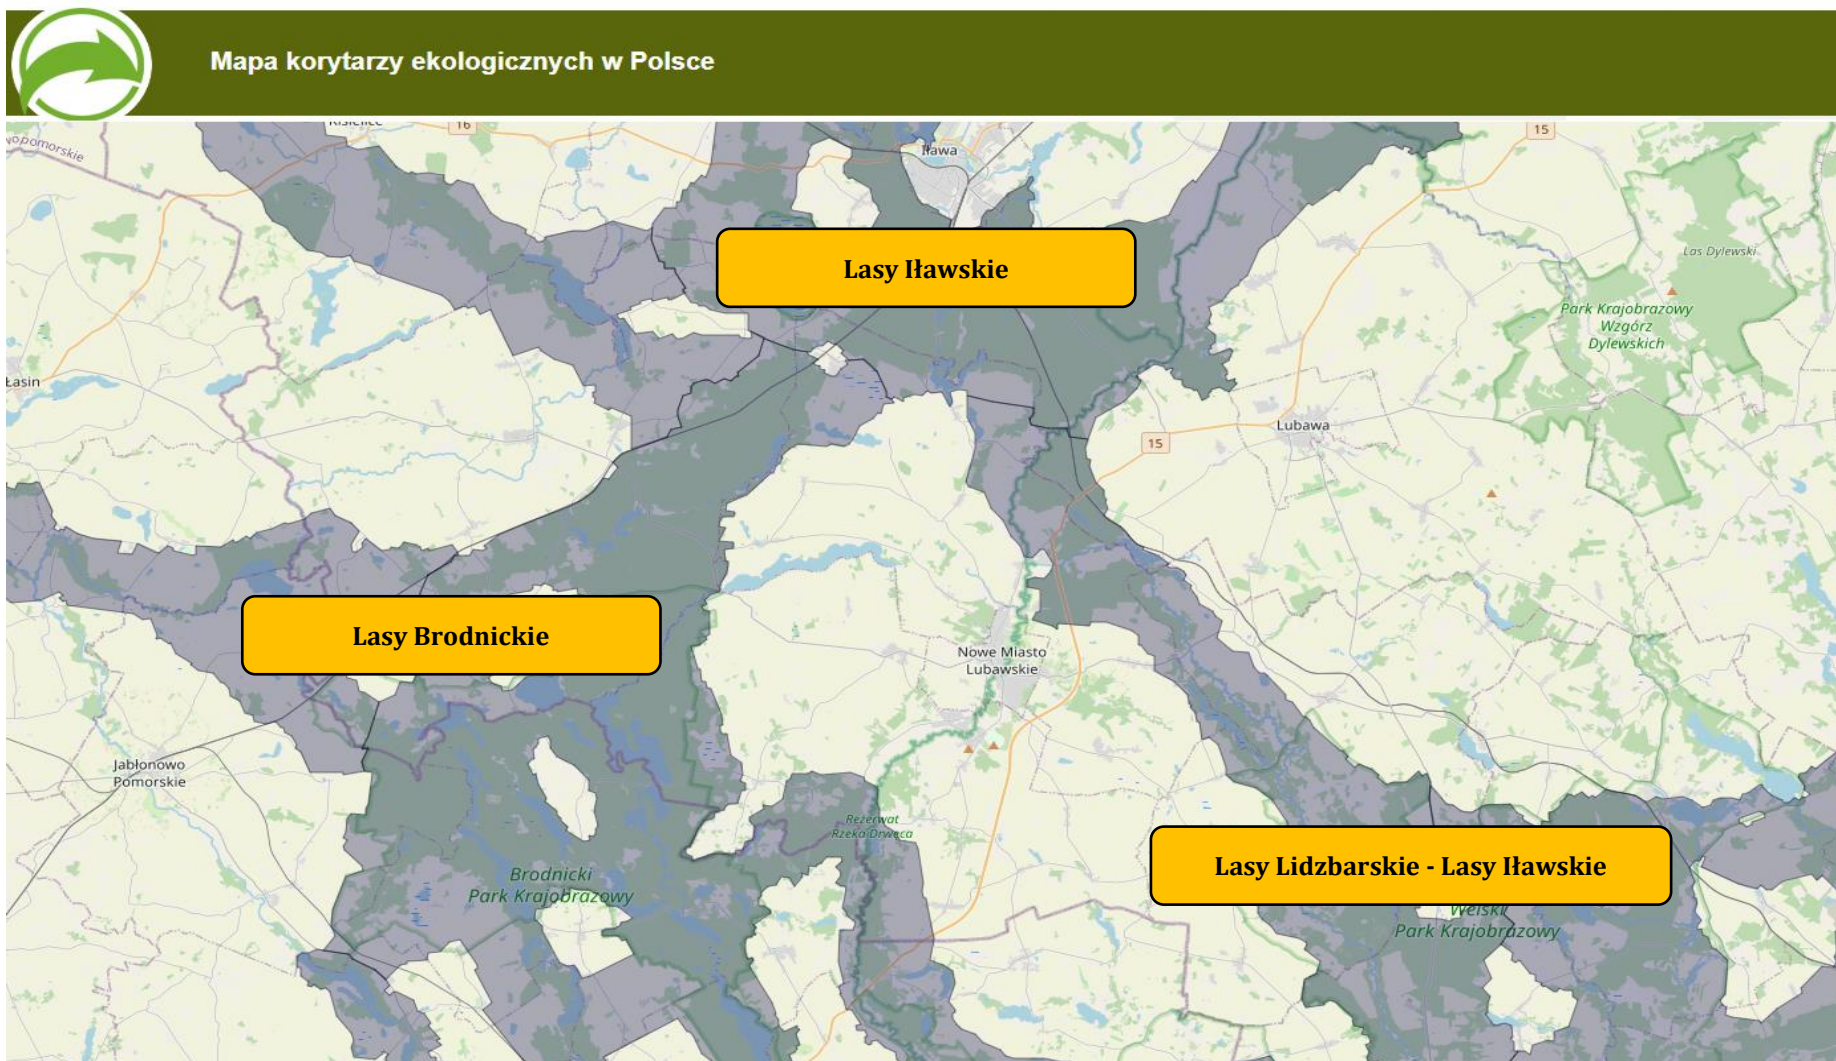 Mapa korytarzy ekologicznych w Polsce
16
15
Iława
Las Dylewski
Lasy Iławskie
Park Krajobrazowy
Wzgórz
Dylewskich
Łasin
Lubawa
15
Lasy Brodnickie
Nowe Miasto
Lubawskie
Jabłonowo
Pomorskie
Rezerwat
Rzeka Drwęca
Lasy Lidzbarskie - Lasy Iławskie
Brodnicki
Park Krajobrazowy
Welski
Park Krajobrazowy